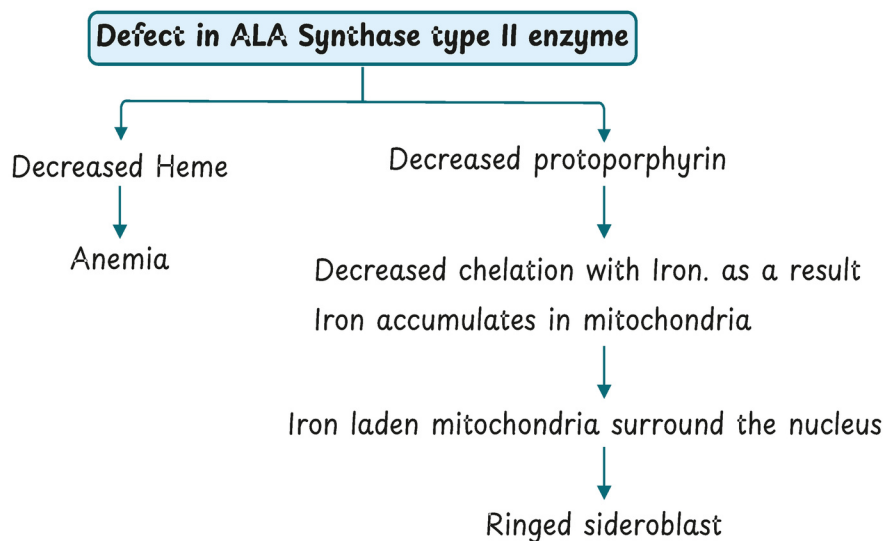 Defect in ALA Synthase type II enzyme
Decreased Heme
Decreased protoporphyrin
Anemia
Decreased chelation with Iron. as a result
Iron accumulates in mitochondria
Iron laden mitochondria surround the nucleus
Ringed sideroblast